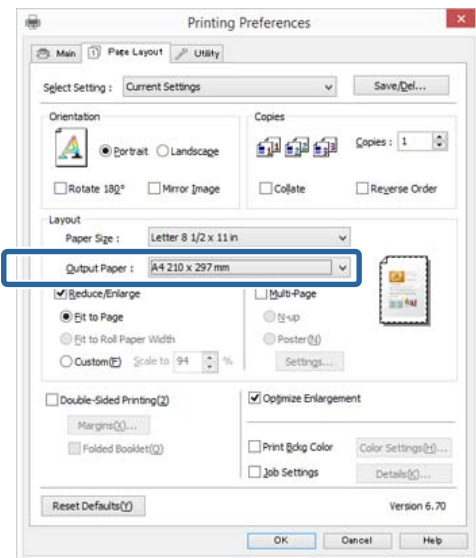 Printing Preferences
Main
Page Layout
Utility
Select Setting : Current Settings Save/Del...
Orientation
Copies
Portrait Landscape
Copies : 1
Rotate 180° Mirror Image
Collate Reverse Order
Layout
Paper Size : Letter 8 1/2 x 11 in
Output Paper : A4 210 x 297 mm
Reduce/Enlarge
Multi-Page
Fit to Page
N-up
Fit to Roll Paper Width
Poster(N)
Custom(F) Scale to 94 %
Settings...
Double-Sided Printing(2)
Optimize Enlargement
Margins(X)...
Folded Booklet(O)
Print Bckg Color Color Settings(H)...
Job Settings Details(K)...
Reset Defaults(Y)
Version 6.70
OK Cancel Help